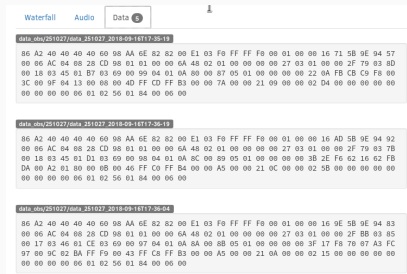 Waterfall Audio Data 5
data_obs/251027/data_251027_2018-09-16T17-35-19
86 A2 40 40 40 40 60 98 AA 6E 82 82 00 E1 03 F0 FF FF F0 00 01 00 00 16 71 5B 9E 94 57
00 06 AC 04 08 28 CD 98 01 01 00 00 6A 48 02 01 00 00 00 00 27 03 01 00 00 2F 79 03 8D
00 18 03 45 01 B7 03 69 00 99 04 01 0A 80 00 87 05 01 00 00 00 00 22 0A FB CB C9 F8 00
3C 00 9F 04 13 00 08 00 4D FF CD FF B3 00 00 7A 00 00 21 09 00 00 02 D4 00 00 00 00 00
00 00 00 00 06 01 02 56 01 84 00 06 00
data_obs/251027/data_251027_2018-09-16T17-36-19
86 A2 40 40 40 40 60 98 AA 6E 82 82 00 E1 03 F0 FF FF F0 00 01 00 00 16 AD 5B 9E 94 92
00 06 AC 04 08 28 CD 98 01 01 00 00 6A 48 02 01 00 00 00 00 27 03 01 00 00 2F 79 03 7B
00 18 03 45 01 D1 03 69 00 98 04 01 0A 8C 00 89 05 01 00 00 00 00 3B 2E F6 62 16 62 FB
DA 00 A2 01 80 00 0B 00 46 FF C0 FF B4 00 00 A5 00 00 21 0C 00 00 02 5B 00 00 00 00 00
00 00 00 00 06 01 02 56 01 84 00 06 00
data_obs/251027/data_251027_2018-09-16T17-36-04
86 A2 40 40 40 40 60 98 AA 6E 82 82 00 E1 03 F0 FF FF F0 00 01 00 00 16 9E 5B 9E 94 83
00 06 AC 04 08 28 CD 98 01 01 00 00 6A 48 02 01 00 00 00 00 27 03 01 00 00 2F BB 03 85
00 17 03 46 01 CE 03 69 00 97 04 01 0A 8A 00 8B 05 01 00 00 00 00 3F 17 F8 70 07 A3 FC
97 00 9C 02 BA FF F9 00 43 FF C8 FF B3 00 00 A5 00 00 21 0A 00 00 02 15 00 00 00 00 00
00 00 00 00 06 01 02 56 01 84 00 06 00